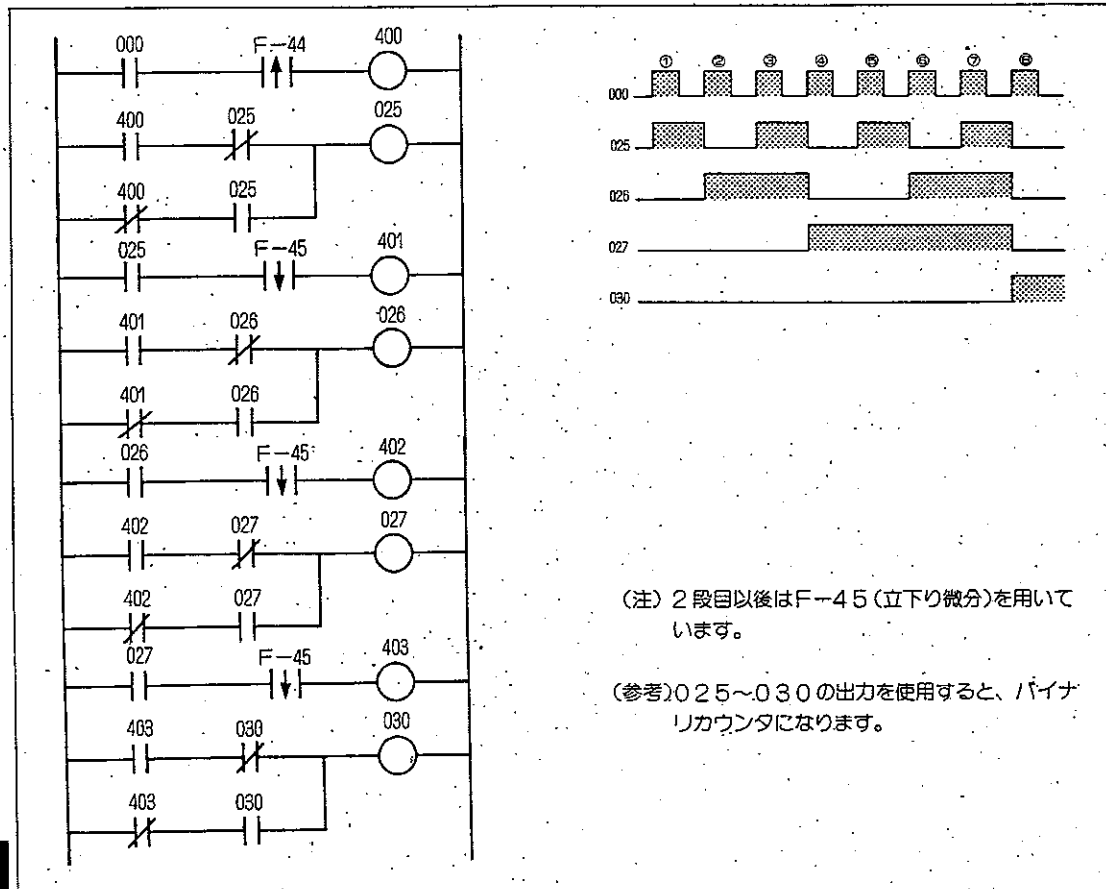 000 F-44 400
400 025 025
400 025
025 F-45 401
401 026 026
401 026
026 F-45 402
402 027 027
402 027
027 F-45 403
403 030 030
403 030
① ② ③ ④ ⑤ ⑥ ⑦ ⑧
000
025
026
027
030
(注) 2段目以後はF-45(立下り微分)を用いて
います。
(参考)025~030の出力を使用すると、バイナ
リカウンタになります。